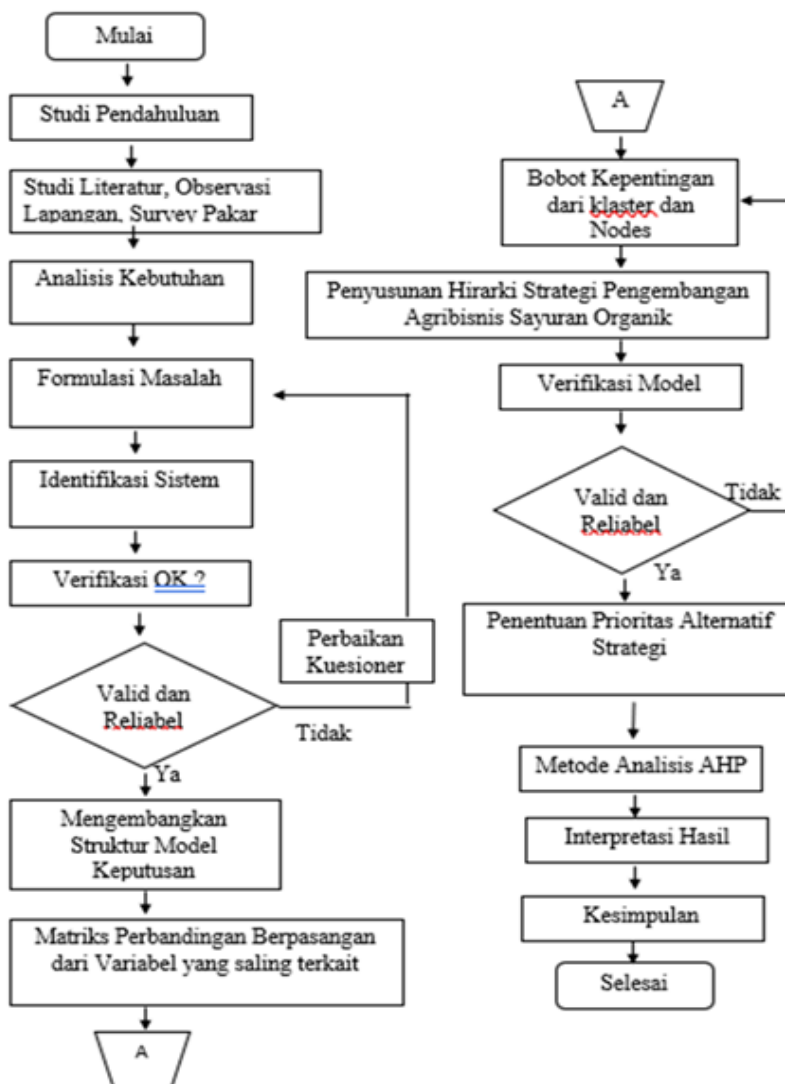 Mulai
Studi Pendahuluan
Studi Literatur, Observasi
Lapangan, Survey Pakar
Analisis Kebutuhan
Formulasi Masalah
Identifikasi Sistem
Verifikasi OK ?
Perbaikan
Kuesioner
Valid dan
Reliabel
Tidak
Ya
Mengembangkan
Struktur Model
Keputusan
Matriks Perbandingan Berpasangan
dari Variabel yang saling terkait
A
A
Bobot Kepentingan
dari klaster dan
Nodes
Penyusunan Hirarki Strategi Pengembangan
Agribisnis Sayuran Organik
Verifikasi Model
Valid dan
Reliabel
Tidak
Ya
Penentuan Prioritas Alternatif
Strategi
Metode Analisis AHP
Interpretasi Hasil
Kesimpulan
Selesai